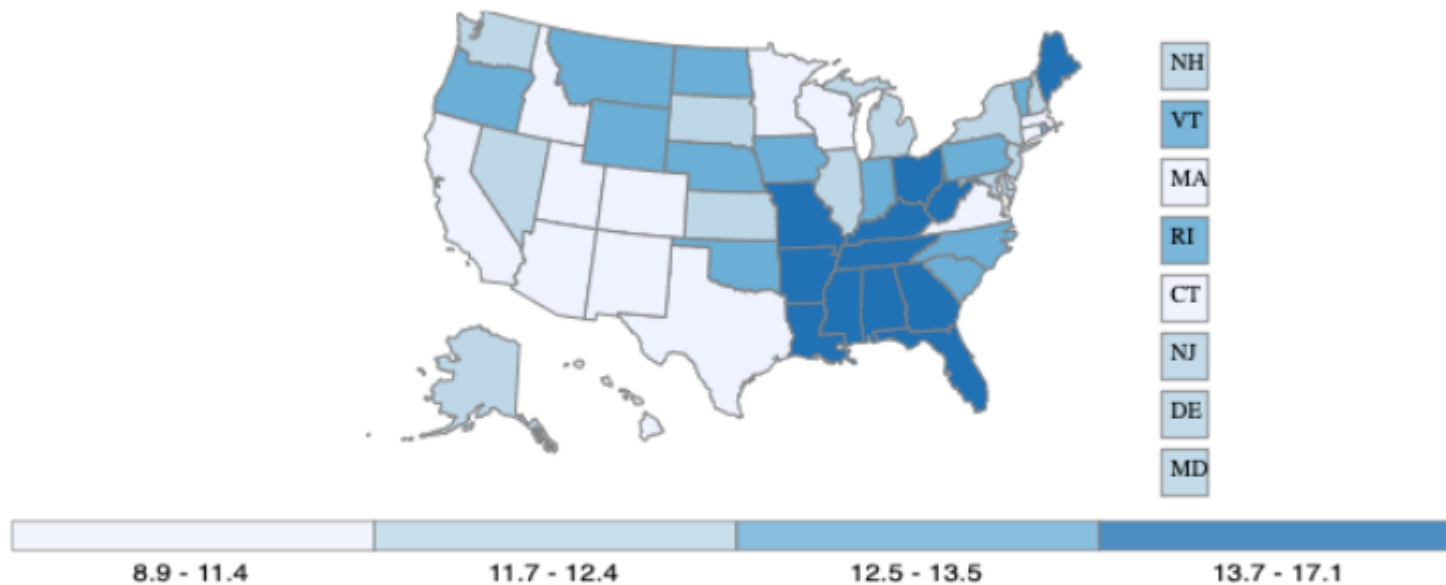 NH
VT
MA
RI
CT
NJ
DE
MD
8.9 - 11.4 11.7 - 12.4 12.5 - 13.5 13.7 - 17.1